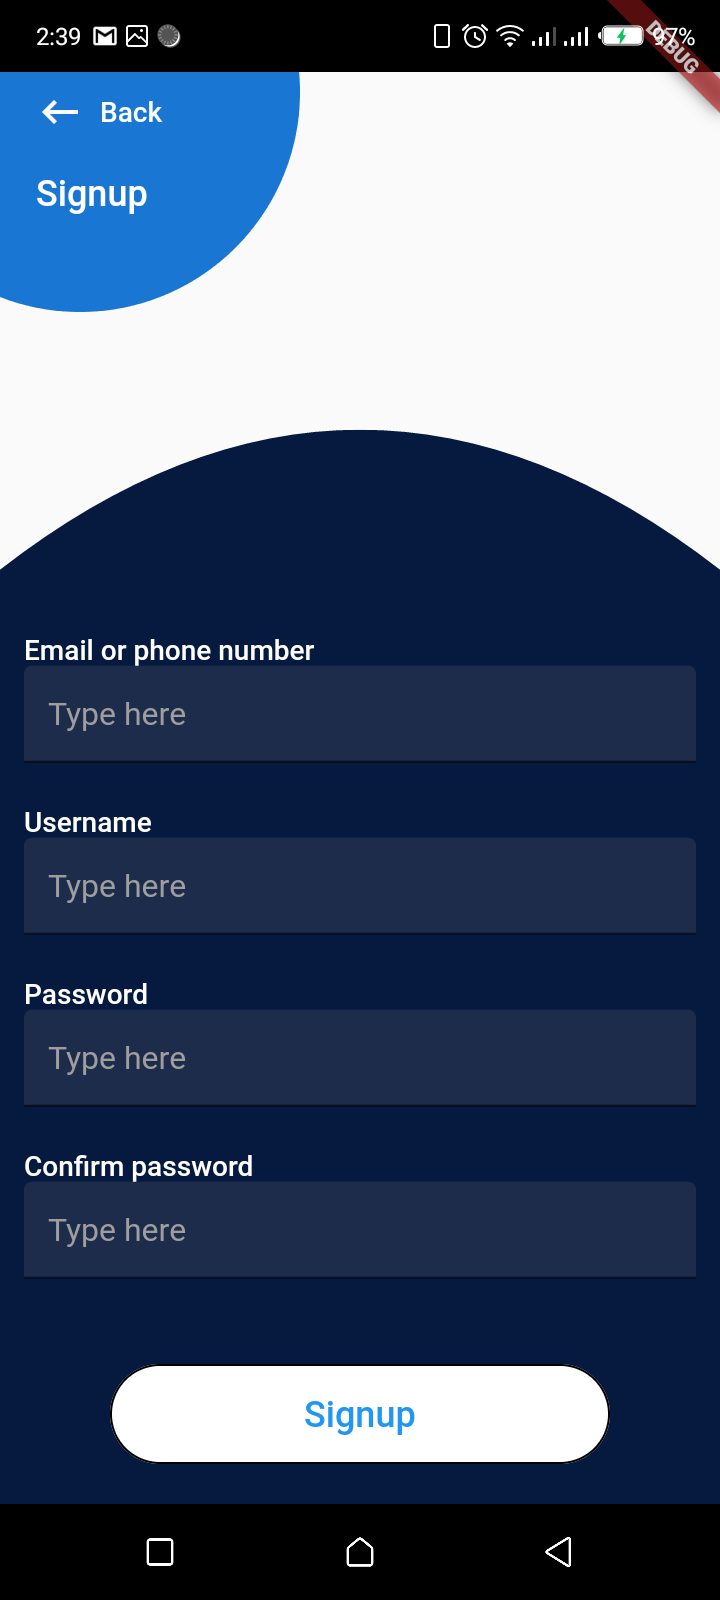 2:39
97%
DEBUG
Back
Signup
Email or phone number
Type here
Username
Type here
Password
Type here
Confirm password
Type here
Signup